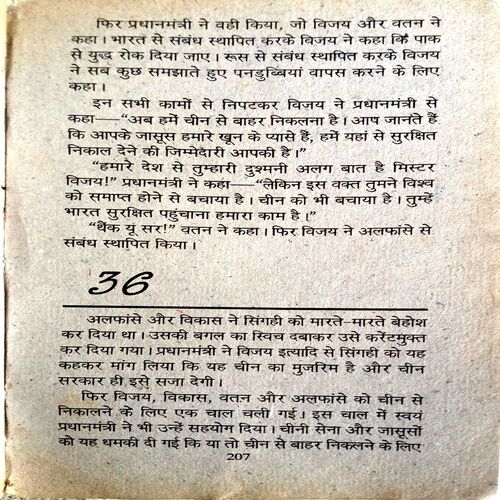 फिर प्रधानमंत्री ने वही किया, जो विजय और वतन ने
कहा। भारत से संबंध स्थापित करके विजय ने कहा कि पाक
से युद्ध रोक दिया जाए। रूस से संबंध स्थापित करके विजय
ने सब कुछ समझाते हुए पनडुब्बियां वापस करने के लिए
कहा।
इन सभी कामों से निपटकर विजय ने प्रधानमंत्री से
कहा—“अब हमें चीन से बाहर निकलना है। आप जानते हैं
कि आपके जासूस हमारे खून के प्यासे हैं, हमें यहां से सुरक्षित
निकाल देने की जिम्मेदारी आपकी है।”
“हमारे देश से तुम्हारी दुश्मनी अलग बात है मिस्टर
विजय!” प्रधानमंत्री ने कहा—“लेकिन इस वक्त तुमने विश्व
को समाप्त होने से बचाया है। चीन को भी बचाया है। तुम्हें
भारत सुरक्षित पहुंचाना हमारा काम है।”
“थैंक यूं सर!” वतन ने कहा। फिर विजय ने अलफांसे से
संबंध स्थापित किया।
36
अलफांसे और विकास ने सिंगही को मारते-मारते बेहोश
कर दिया था। उसकी बगल का स्विच दबाकर उसे करेंटमुक्त
कर दिया गया। प्रधानमंत्री ने विजय इत्यादि से सिंगही को यह
कहकर मांग लिया कि यह चीन का मुजरिम है और चीन
सरकार ही इसे सजा देगी।
फिर विजय, विकास, वतन और अलफांसे को चीन से
निकालने के लिए एक चाल चली गई। इस चाल में स्वयं
प्रधानमंत्री ने भी उन्हें सहयोग दिया। चीनी सेना और जासूसों
को यह धमकी दी गई कि या तो चीन से बाहर निकलने के लिए
207